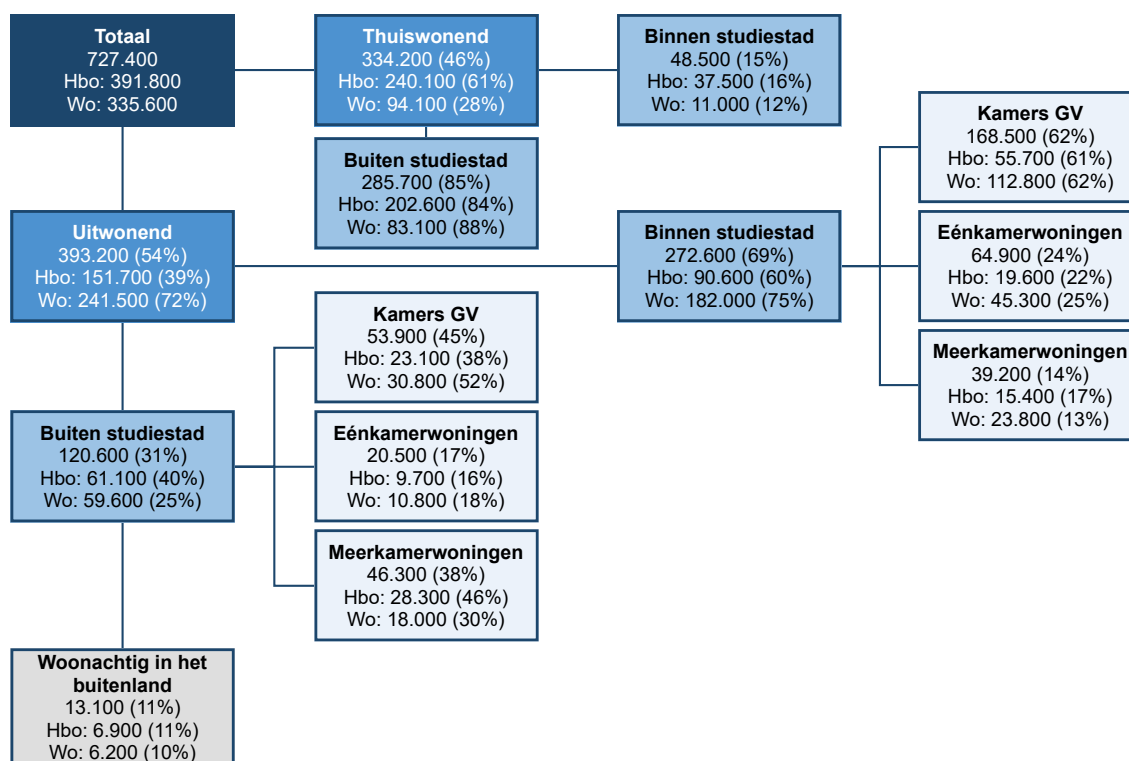 Totaal
727.400
Hbo: 391.800
Wo: 335.600
Thuiswonend
334.200 (46%)
Hbo: 240.100 (61%)
Wo: 94.100 (28%)
Binnen studiestad
48.500 (15%)
Hbo: 37.500 (16%)
Wo: 11.000 (12%)
Buiten studiestad
285.700 (85%)
Hbo: 202.600 (84%)
Wo: 83.100 (88%)
Uitwonend
393.200 (54%)
Hbo: 151.700 (39%)
Wo: 241.500 (72%)
Binnen studiestad
272.600 (69%)
Hbo: 90.600 (60%)
Wo: 182.000 (75%)
Kamers GV
168.500 (62%)
Hbo: 55.700 (61%)
Wo: 112.800 (62%)
Eénkamerwoningen
64.900 (24%)
Hbo: 19.600 (22%)
Wo: 45.300 (25%)
Meerkamerwoningen
39.200 (14%)
Hbo: 15.400 (17%)
Wo: 23.800 (13%)
Buiten studiestad
120.600 (31%)
Hbo: 61.100 (40%)
Wo: 59.600 (25%)
Kamers GV
53.900 (45%)
Hbo: 23.100 (38%)
Wo: 30.800 (52%)
Eénkamerwoningen
20.500 (17%)
Hbo: 9.700 (16%)
Wo: 10.800 (18%)
Meerkamerwoningen
46.300 (38%)
Hbo: 28.300 (46%)
Wo: 18.000 (30%)
Woonachtig in het
buitenland
13.100 (11%)
Hbo: 6.900 (11%)
Wo: 6.200 (10%)